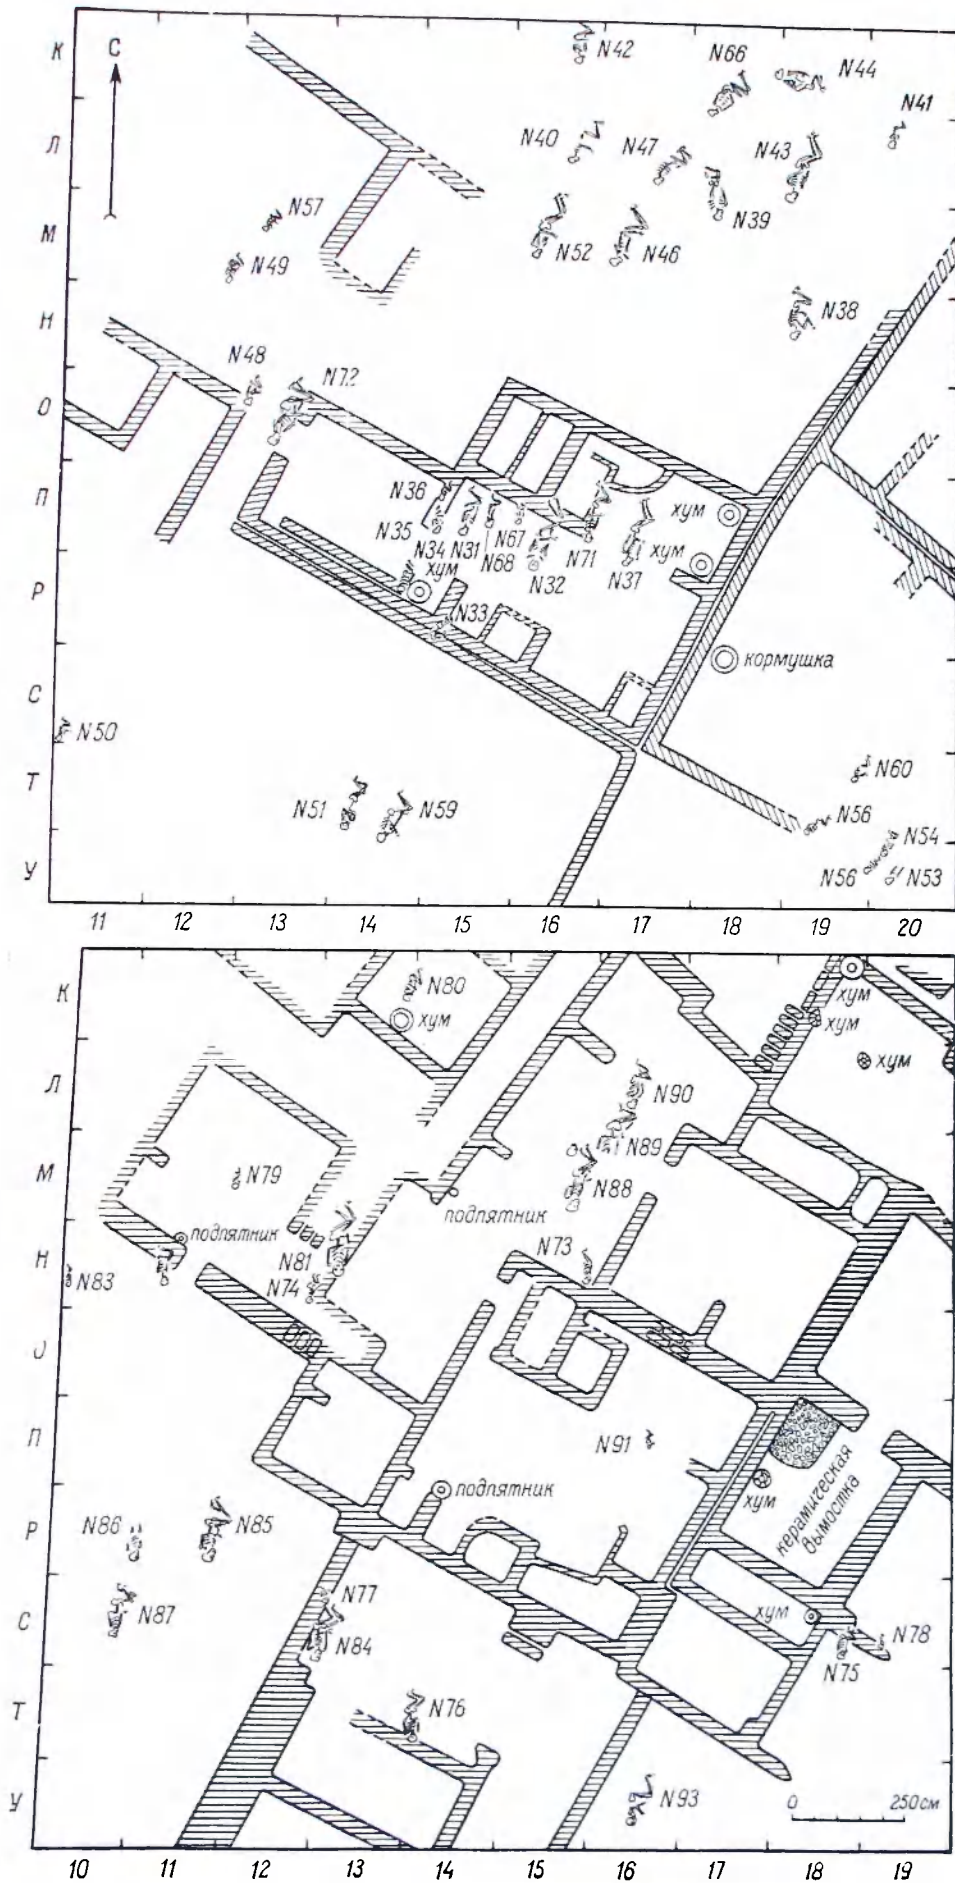 К
С
N42
N66
N44
N41
Л
N40
N47
N43
N39
М
N57
N52
N46
N49
N38
Н
N48
N72
О
П
N36
N35
N34
N31
N67
N68
N32
N71
N37
хум
хум
хум
Р
N33
кормушка
С
N50
Т
N51
N59
N60
N56
N54
У
N56
N53
11 12 13 14 15 16 17 18 19 20
К
N80
хум
хум
хум
хум
Л
N90
N89
М
N79
N88
подпятник
подпятник
Н
N81
N73
N83
N74
О
П
N91
хум
подпятник
керамическая
вымостка
Р
N86
N85
С
N77
N87
N84
хум
N78
N75
Т
N76
У
N93
0 250 см
10 11 12 13 14 15 16 17 18 19